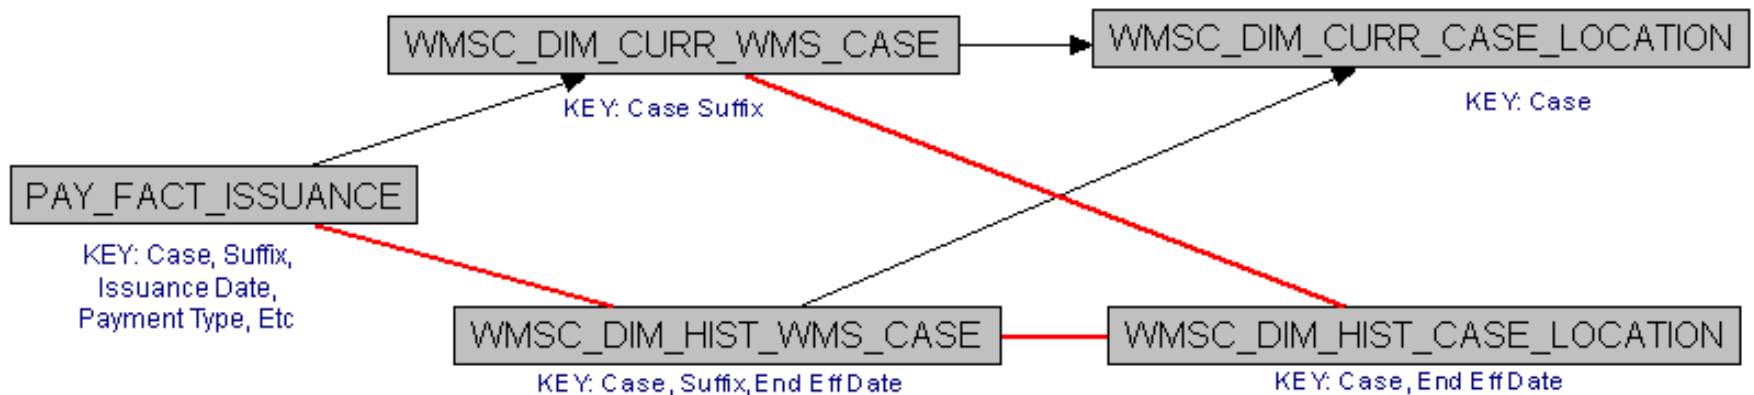 WMSC_DIM_CURR_WMS_CASE
WMSC_DIM_CURR_CASE_LOCATION
KEY: Case Suffix
KEY: Case
PAY_FACT_ISSUANCE
KEY: Case, Suffix,
Issuance Date,
Payment Type, Etc
WMSC_DIM_HIST_WMS_CASE
WMSC_DIM_HIST_CASE_LOCATION
KEY: Case, Suffix,End Eff Date
KEY: Case, End Eff Date